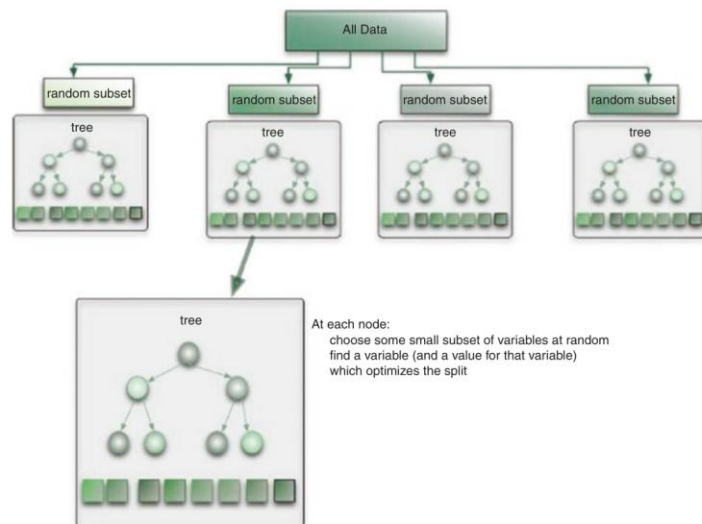 All Data
random subset
random subset
random subset
random subset
tree
tree
tree
tree
tree
At each node:
choose some small subset of variables at random
find a variable (and a value for that variable)
which optimizes the split